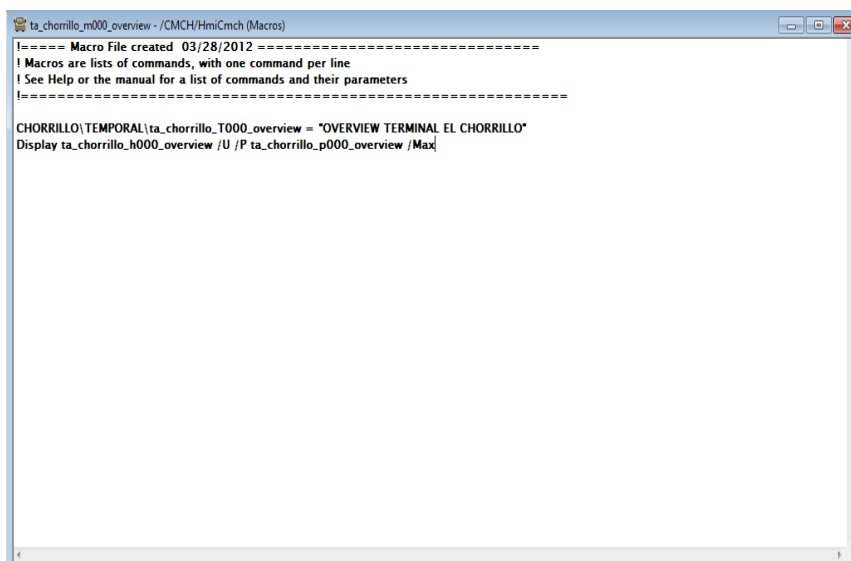 ta_chorrillo_m000_overview - /CMCH/HmiCmch (Macros)
!===== Macro File created  03/28/2012 ===============================
! Macros are lists of commands, with one command per line
! See Help or the manual for a list of commands and their parameters
!============================================================
CHORRILLO\TEMPORAL\ta_chorrillo_T000_overview = "OVERVIEW TERMINAL EL CHORRILLO"
Display ta_chorrillo_h000_overview /U /P ta_chorrillo_p000_overview /Max